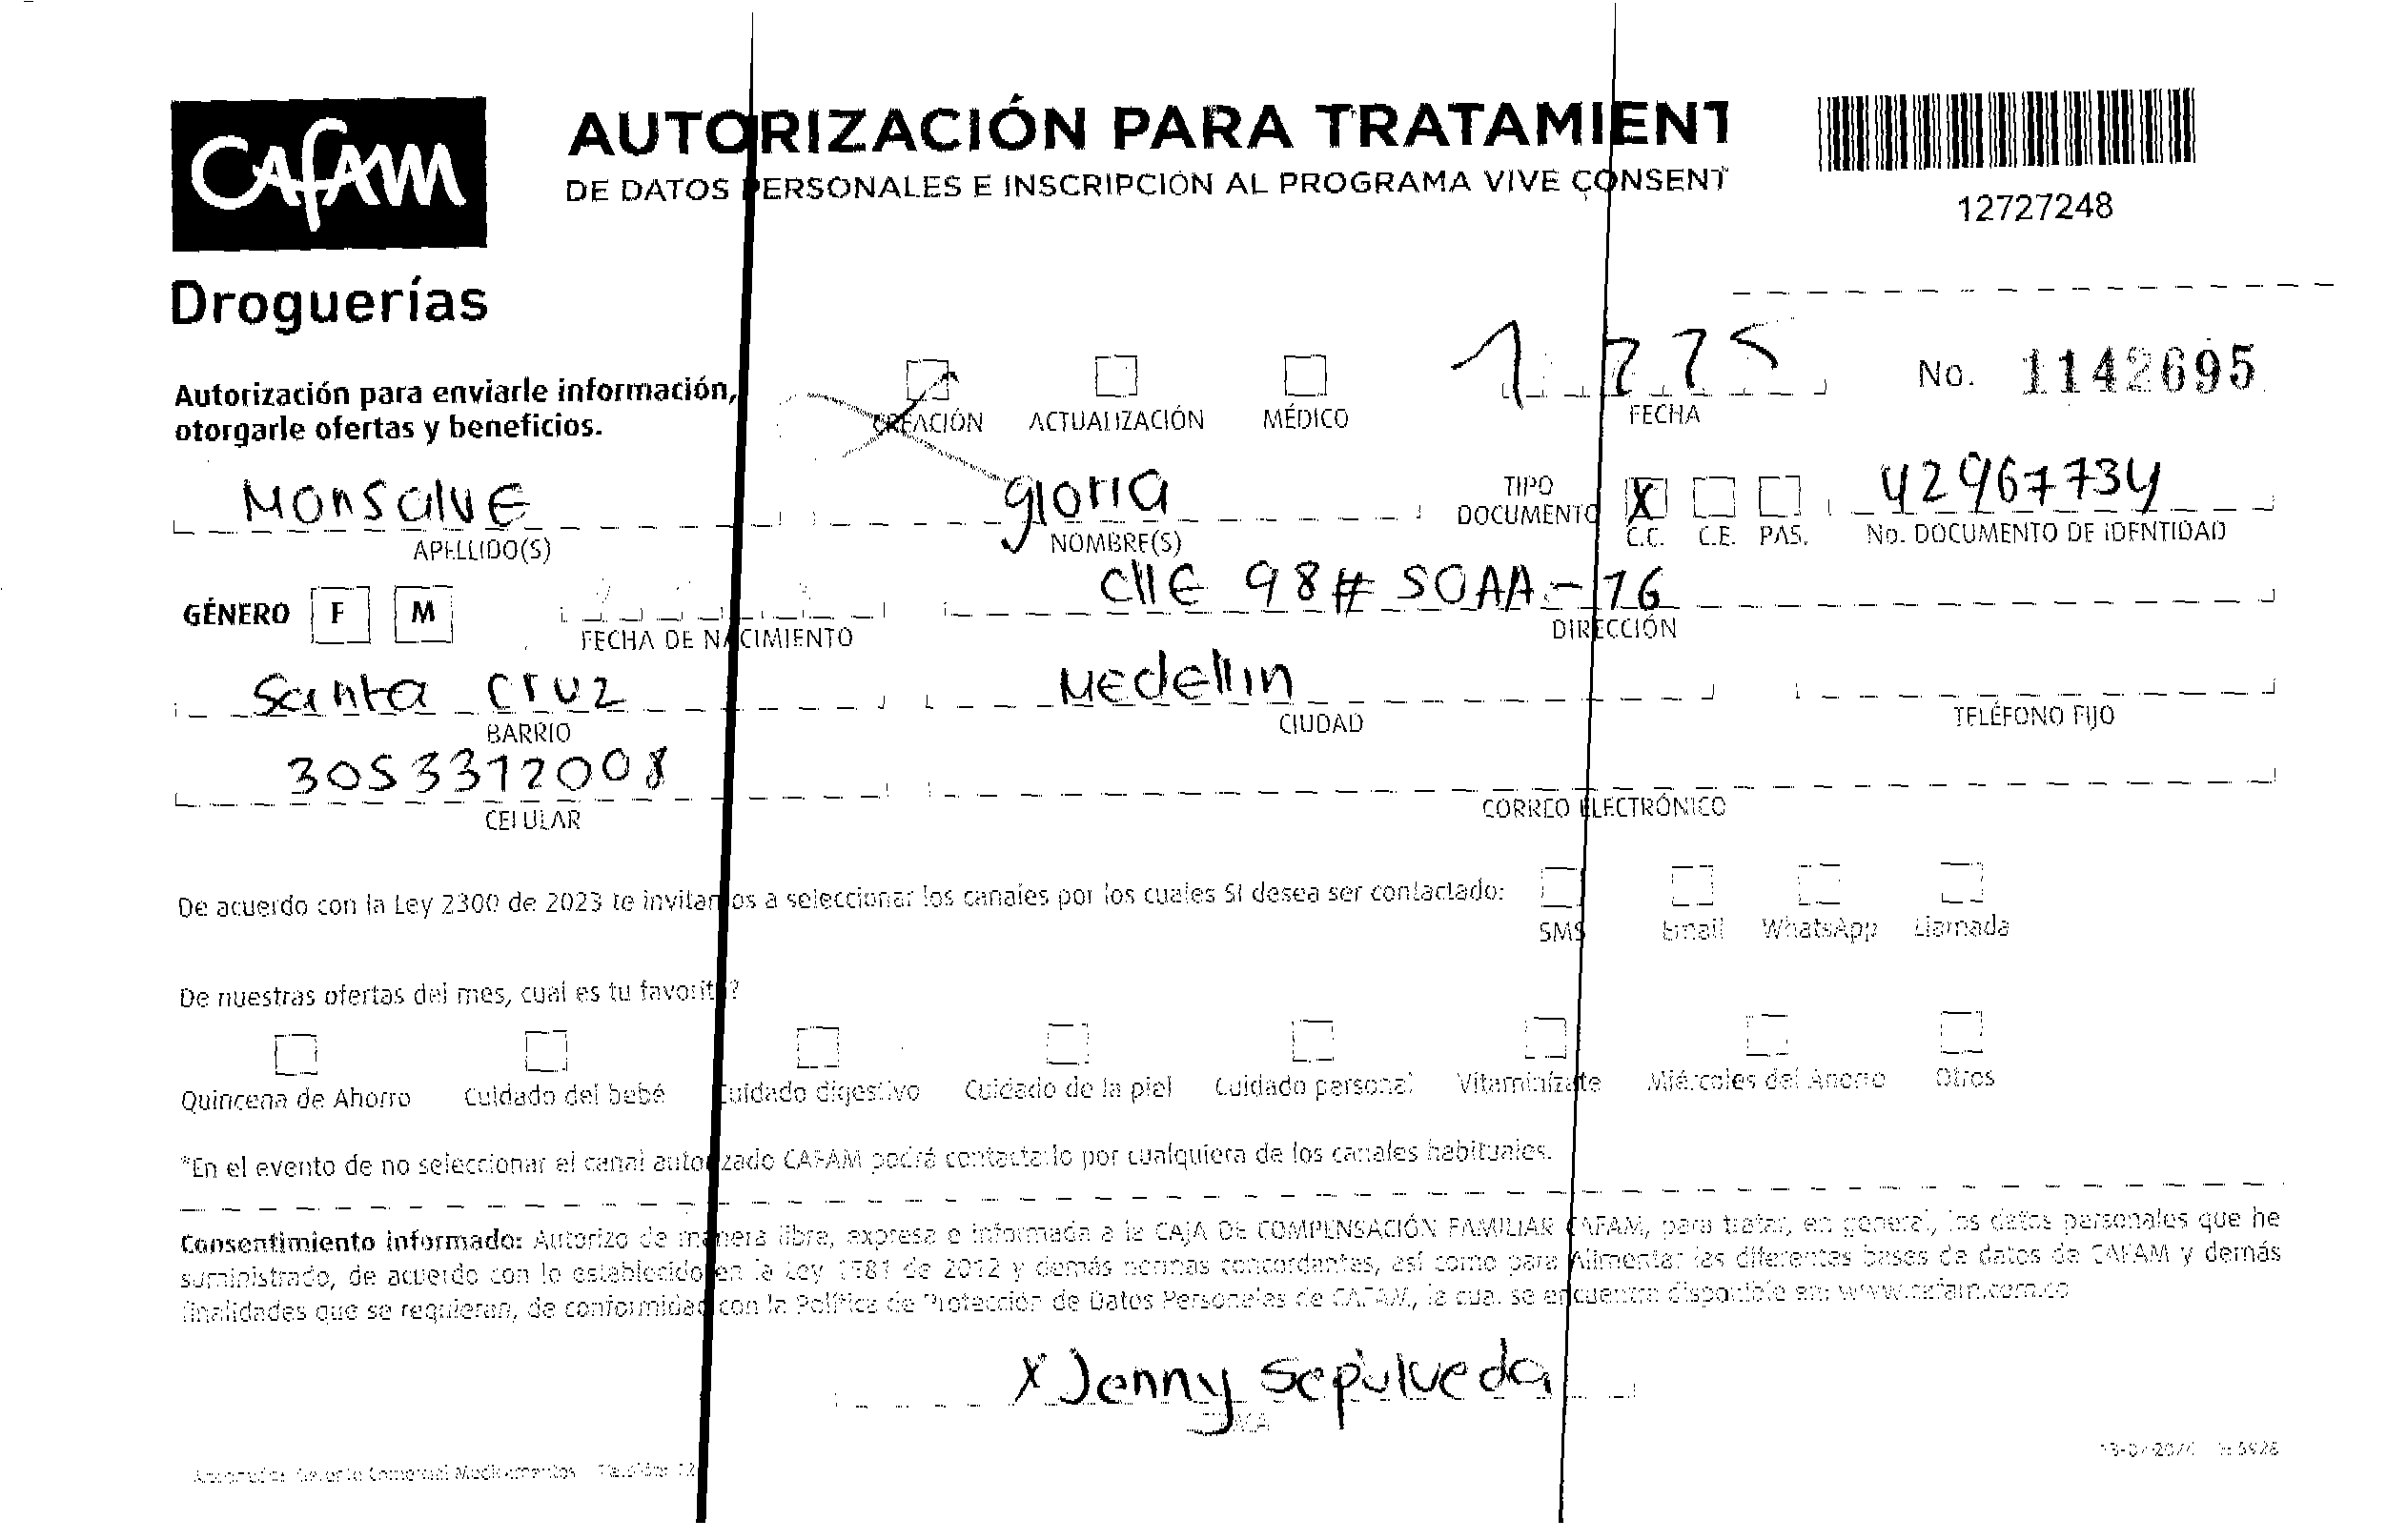 CAfAM
Droguerías
AUTORIZACIÓN PARA TRATAMIENT
DE DATOS PERSONALES E INSCRIPCIÓN AL PROGRAMA VIVE CONSENT
12727248
Autorización para enviarle información,
otorgarle ofertas y beneficios.
CREACIÓN ACTUALIZACIÓN MÉDICO
FECHA
No. 1142695
Monsalve
APELLIDO(S)
gloria
NOMBRE(S)
TIPO
DOCUMENTO
X
C.C. C.E. PAS.
42967734
No. DOCUMENTO DE IDENTIDAD
GÉNERO F M
FECHA DE NACIMIENTO
cllE 98# 50AA-16
DIRECCIÓN
Santa cruz
BARRIO
Medellin
CIUDAD
TELÉFONO FIJO
3053312008
CELULAR
CORREO ELECTRÓNICO
De acuerdo con la Ley 2300 de 2023 te invitamos a seleccionar los canales por los cuales SI desea ser contactado:
SMS Email WhatsApp Llamada
De nuestras ofertas del mes, cual es tu favorita?
Quincena de Ahorro Cuidado del bebé Cuidado digestivo Cuidado de la piel Cuidado personal Vitaminízate Miércoles del Ahorro Otros
*En el evento de no seleccionar el canal autorizado CAFAM podrá contactarlo por cualquiera de los canales habituales.
Consentimiento informado: Autorizo de manera libre, expresa e informada a la CAJA DE COMPENSACIÓN FAMILIAR CAFAM, para tratar, en general, los datos personales que he
suministrado, de acuerdo con lo establecido en la Ley 1581 de 2012 y demás normas concordantes, así como para Alimentar las diferentes bases de datos de CAFAM y demás
finalidades que se requieran, de conformidad con la Política de Protección de Datos Personales de CAFAM, la cual se encuentra disponible en: www.cafam.com.co
X Jenny sepulveda
FIRMA